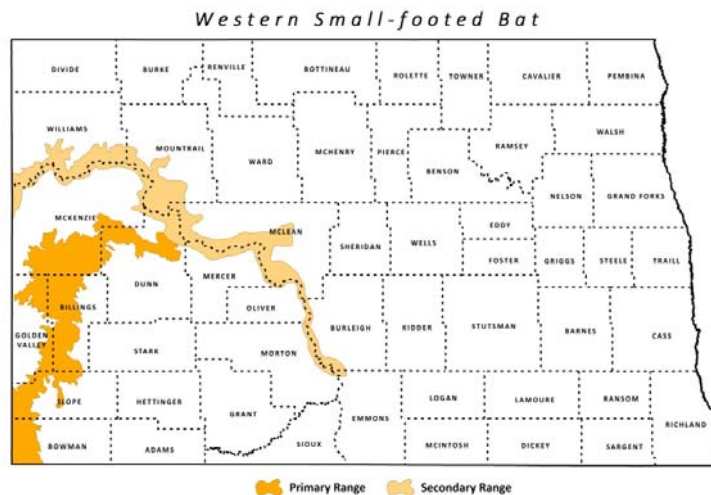 Western Small-footed Bat
DIVIDE
BURKE
RENVILLE
BOTTINEAU
ROLETTE
TOWNER
CAVALIER
PEMBINA
WILLIAMS
MOUNTRAIL
WARD
MCHENRY
PIERCE
BENSON
RAMSEY
WALSH
NELSON
GRAND FORKS
MCKENZIE
MCLEAN
SHERIDAN
WELLS
EDDY
FOSTER
GRIGGS
STEELE
TRAILL
DUNN
MERCER
OLIVER
BILLINGS
GOLDEN
VALLEY
STARK
MORTON
BURLEIGH
KIDDER
STUTSMAN
BARNES
CASS
SLOPE
HETTINGER
GRANT
SIOUX
EMMONS
LOGAN
LAMOURE
RANSOM
RICHLAND
BOWMAN
ADAMS
MCINTOSH
DICKEY
SARGENT
Primary Range
Secondary Range